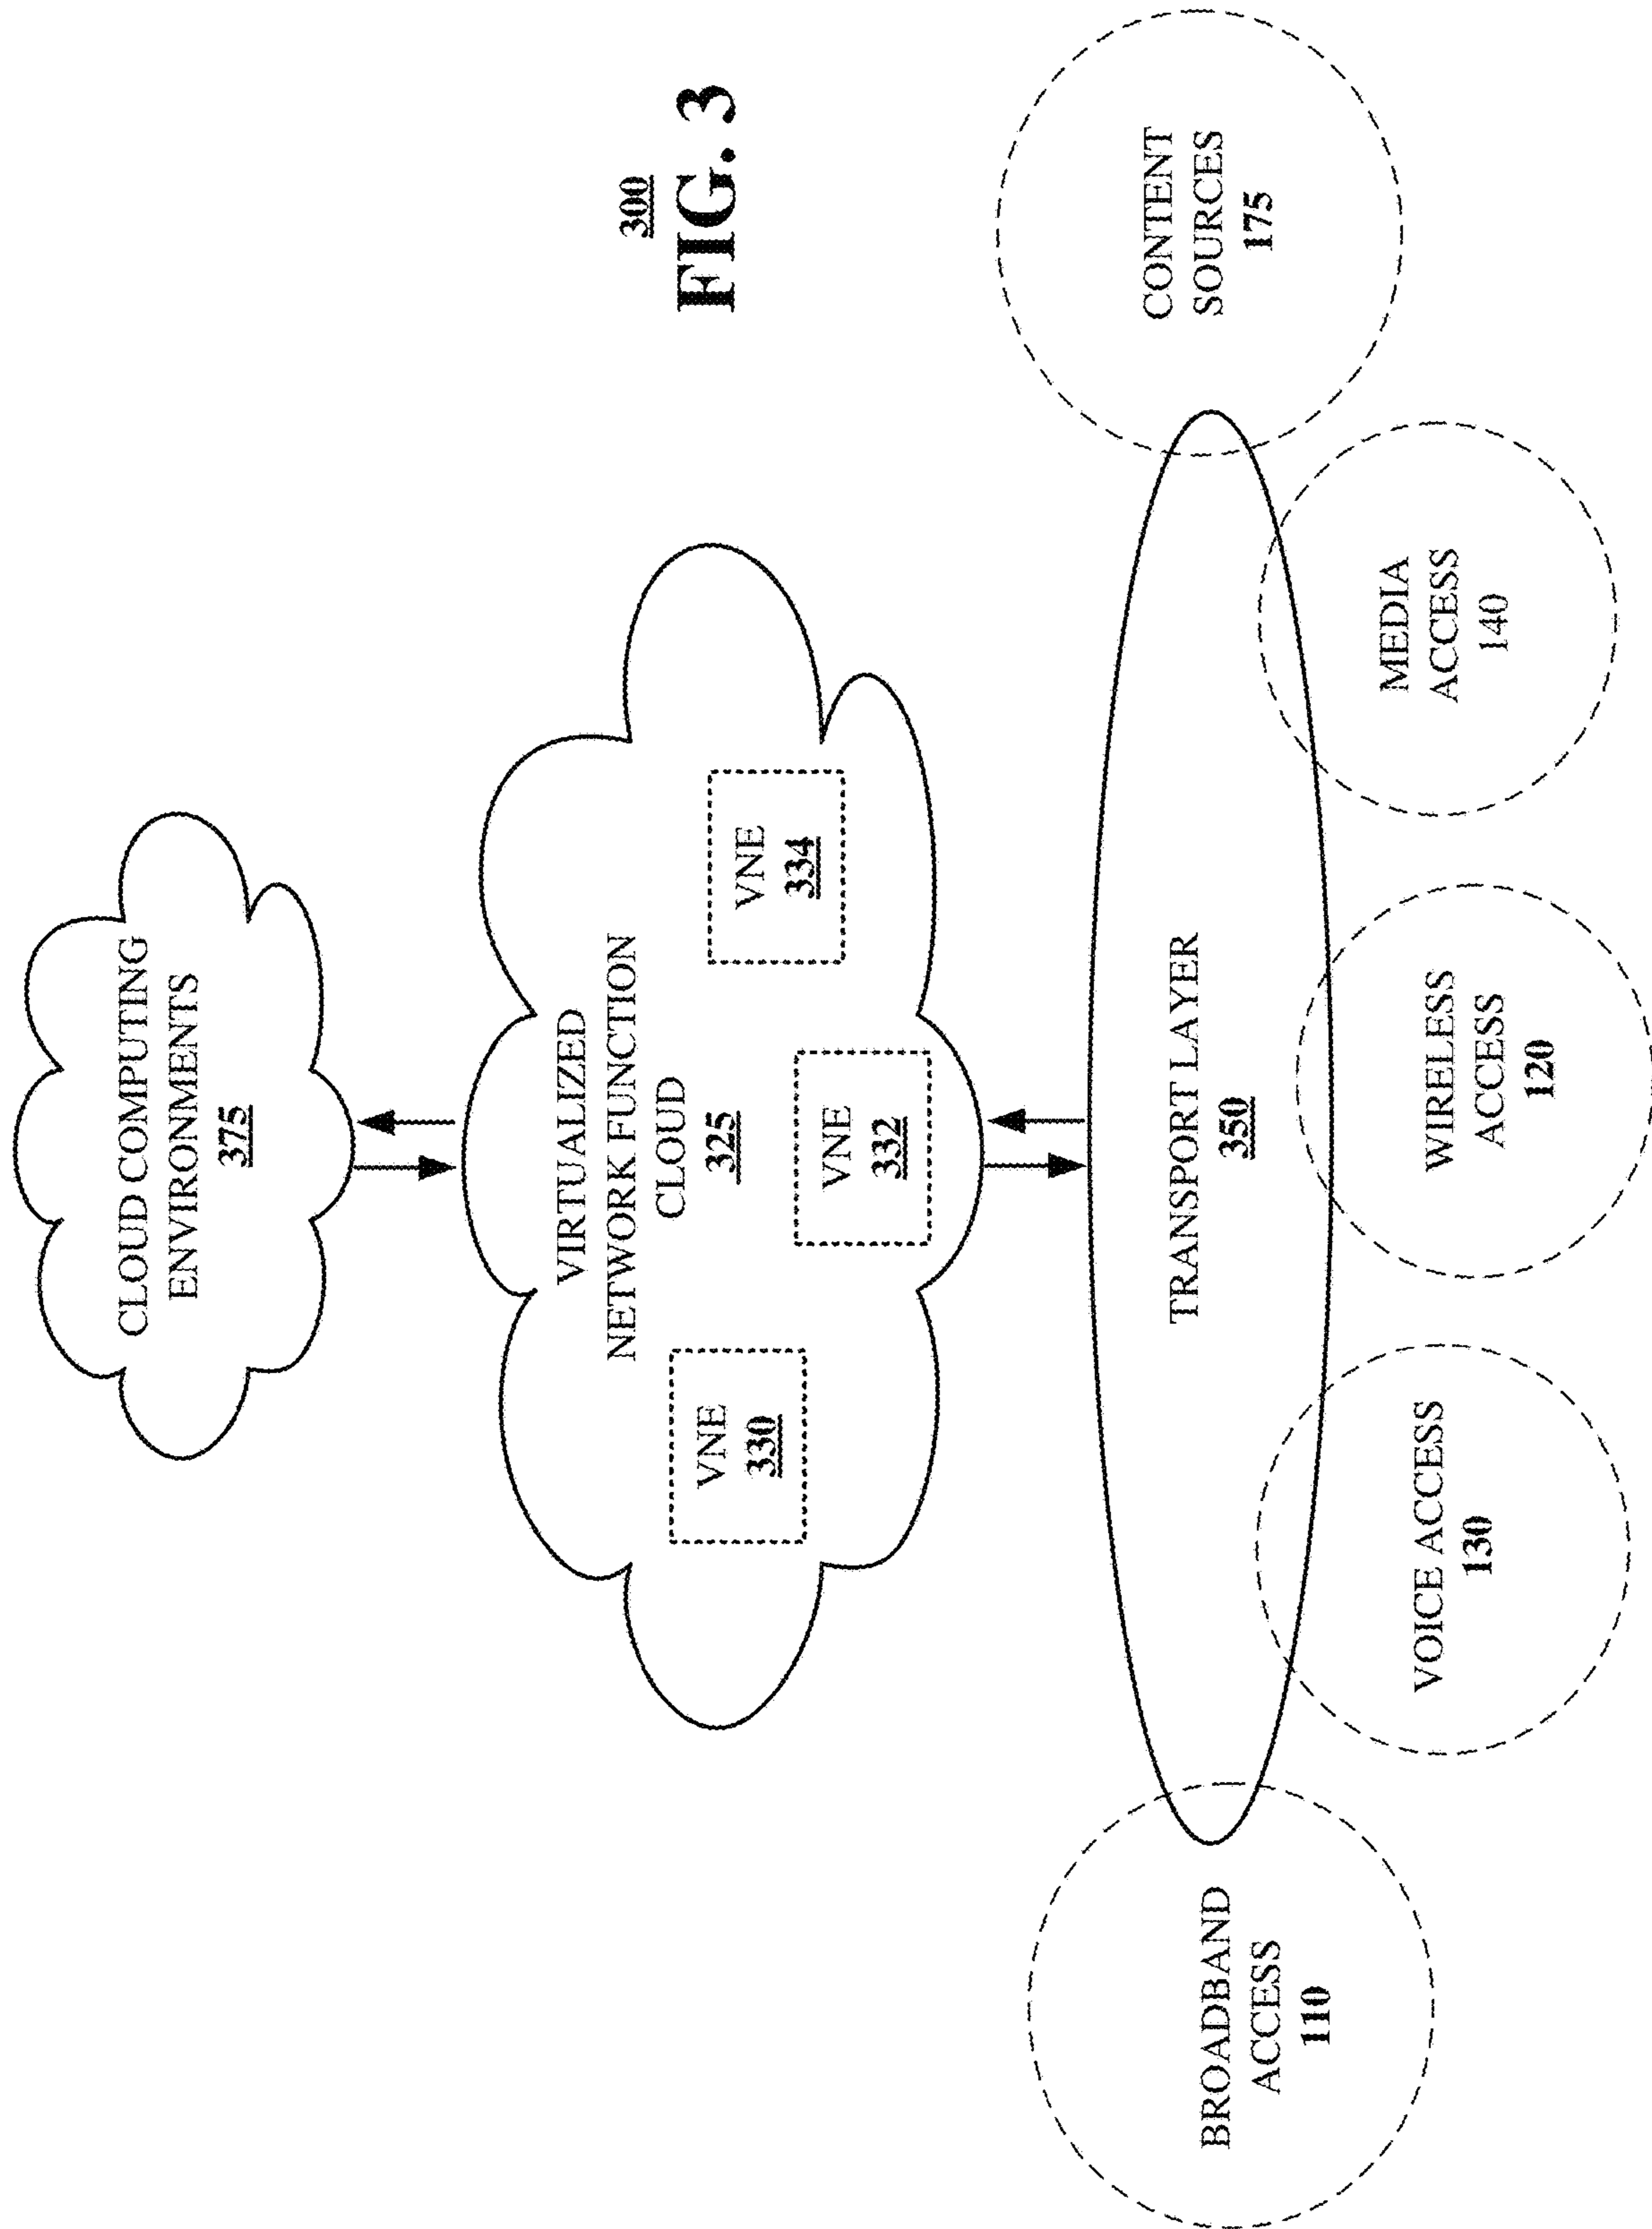 CLOUD COMPUTING
ENVIRONMENTS
375
VIRTUALIZED
NETWORK FUNCTION
CLOUD
325
VNE
330
VNE
332
VNE
334
300
FIG. 3
TRANSPORT LAYER
350
BROADBAND
ACCESS
110
VOICE ACCESS
130
WIRELESS
ACCESS
120
MEDIA
ACCESS
140
CONTENT
SOURCES
175